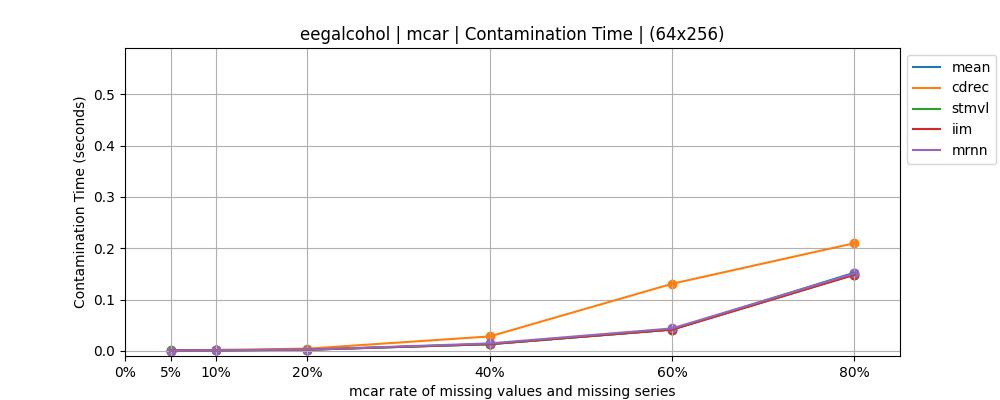 eegalcohol | mcar | Contamination Time | (64x256)
Contamination Time (seconds)
0.5
0.4
0.3
0.2
0.1
0.0
0% 5% 10% 20% 40% 60% 80%
mcar rate of missing values and missing series
mean
cdrec
stmvl
iim
mrnn